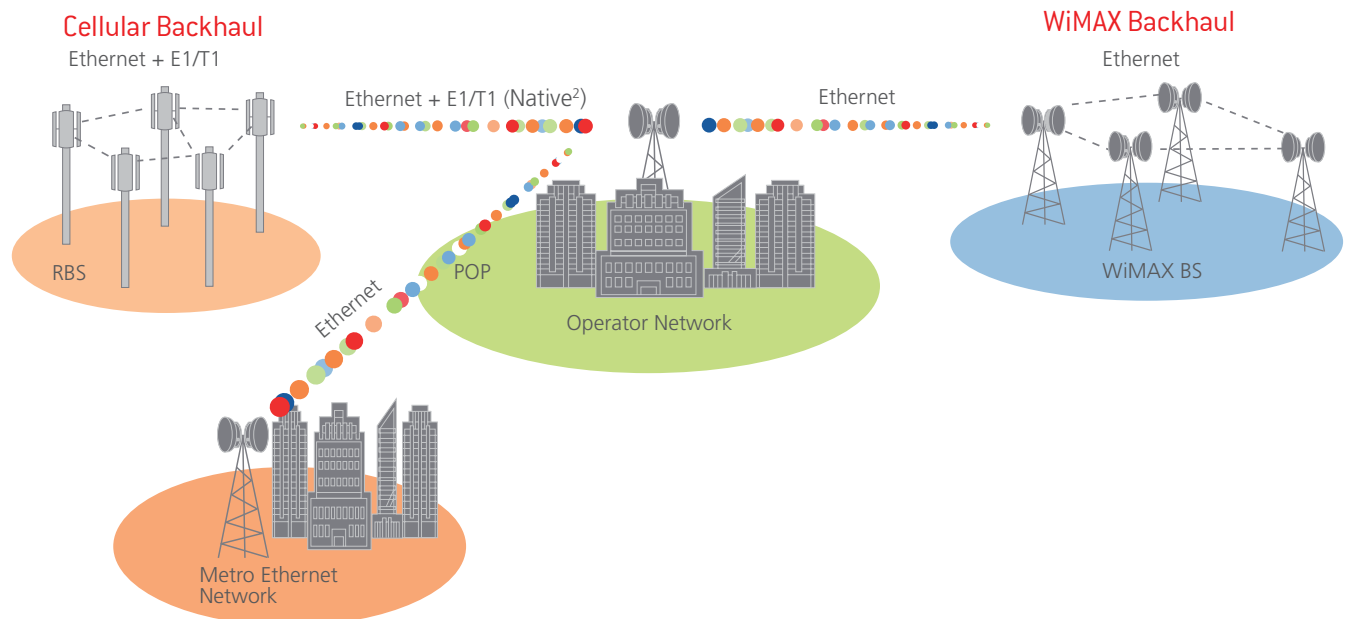 Cellular Backhaul
Ethernet + E1/T1
WiMAX Backhaul
Ethernet
Ethernet + E1/T1 (Native²)
Ethernet
RBS
POP
WiMAX BS
Ethernet
Operator Network
Metro Ethernet
Network